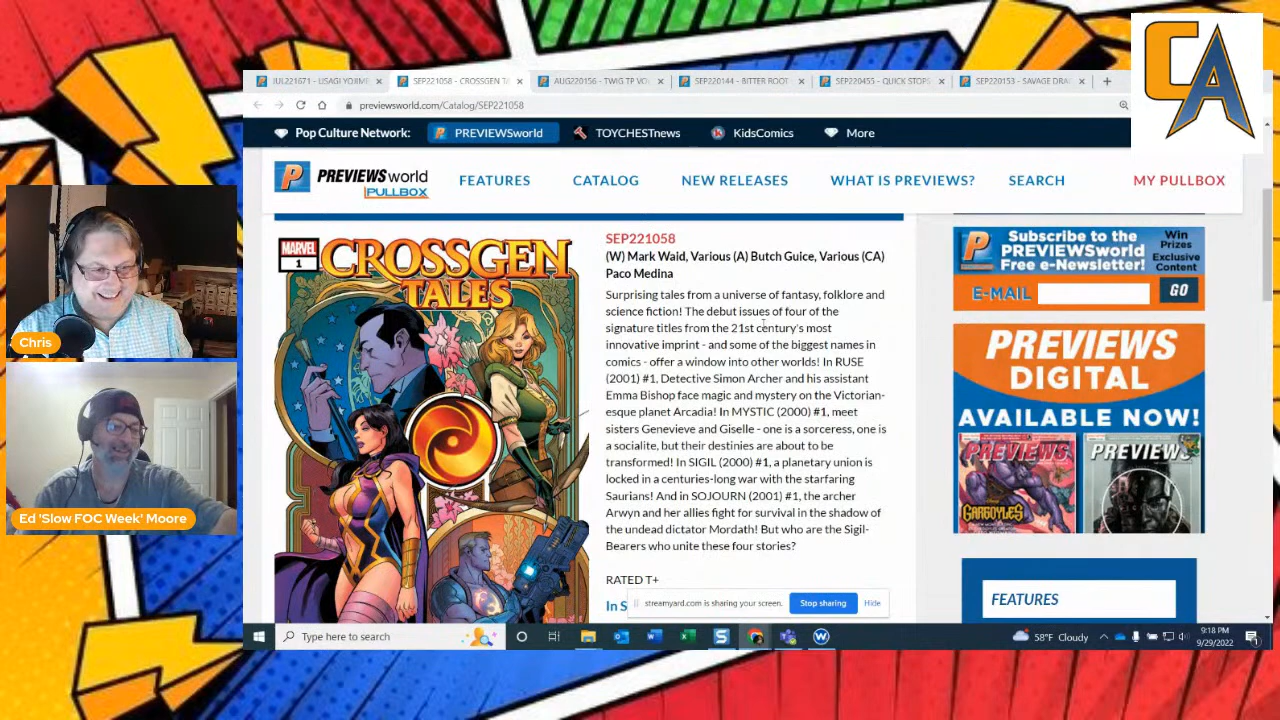 CA
JUL221671 - USAGI YOJIM
SEP221058 - CROSSGEN TA
AUG220156 - TWIG TP VO
SEP220144 - BITTER ROOT
SEP220455 - QUICK STOPS
SEP220153 - SAVAGE DRA
previewsworld.com/Catalog/SEP221058
Pop Culture Network:
PREVIEWSworld
TOYCHESTnews
KidsComics
More
P PREVIEWS world
PULLBOX
FEATURES
CATALOG
NEW RELEASES
WHAT IS PREVIEWS?
SEARCH
MY PULLBOX
MARVEL
1
CROSSGEN
TALES
SEP221058
(W) Mark Waid, Various (A) Butch Guice, Various (CA)
Paco Medina
Surprising tales from a universe of fantasy, folklore and
science fiction! The debut issues of four of the
signature titles from the 21st century's most
innovative imprint - and some of the biggest names in
comics - offer a window into other worlds! In RUSE
(2001) #1, Detective Simon Archer and his assistant
Emma Bishop face magic and mystery on the Victorian-
esque planet Arcadia! In MYSTIC (2000) #1, meet
sisters Genevieve and Giselle - one is a sorceress, one is
a socialite, but their destinies are about to be
transformed! In SIGIL (2000) #1, a planetary union is
locked in a centuries-long war with the starfaring
Saurians! And in SOJOURN (2001) #1, the archer
Arwyn and her allies fight for survival in the shadow of
the undead dictator Mordath! But who are the Sigil-
Bearers who unite these four stories?
RATED T+
In S
Subscribe to the
PREVIEWSworld
Free e-Newsletter!
Win
Prizes
Exclusive
Content
E-MAIL
GO
PREVIEWS
DIGITAL
AVAILABLE NOW!
PREVIEWS
GARGOYLES
PREVIEWS
FEATURES
streamyard.com is sharing your screen.
Stop sharing
Hide
Chris
Ed 'Slow FOC Week' Moore
Type here to search
58°F Cloudy
9:18 PM
9/29/2022